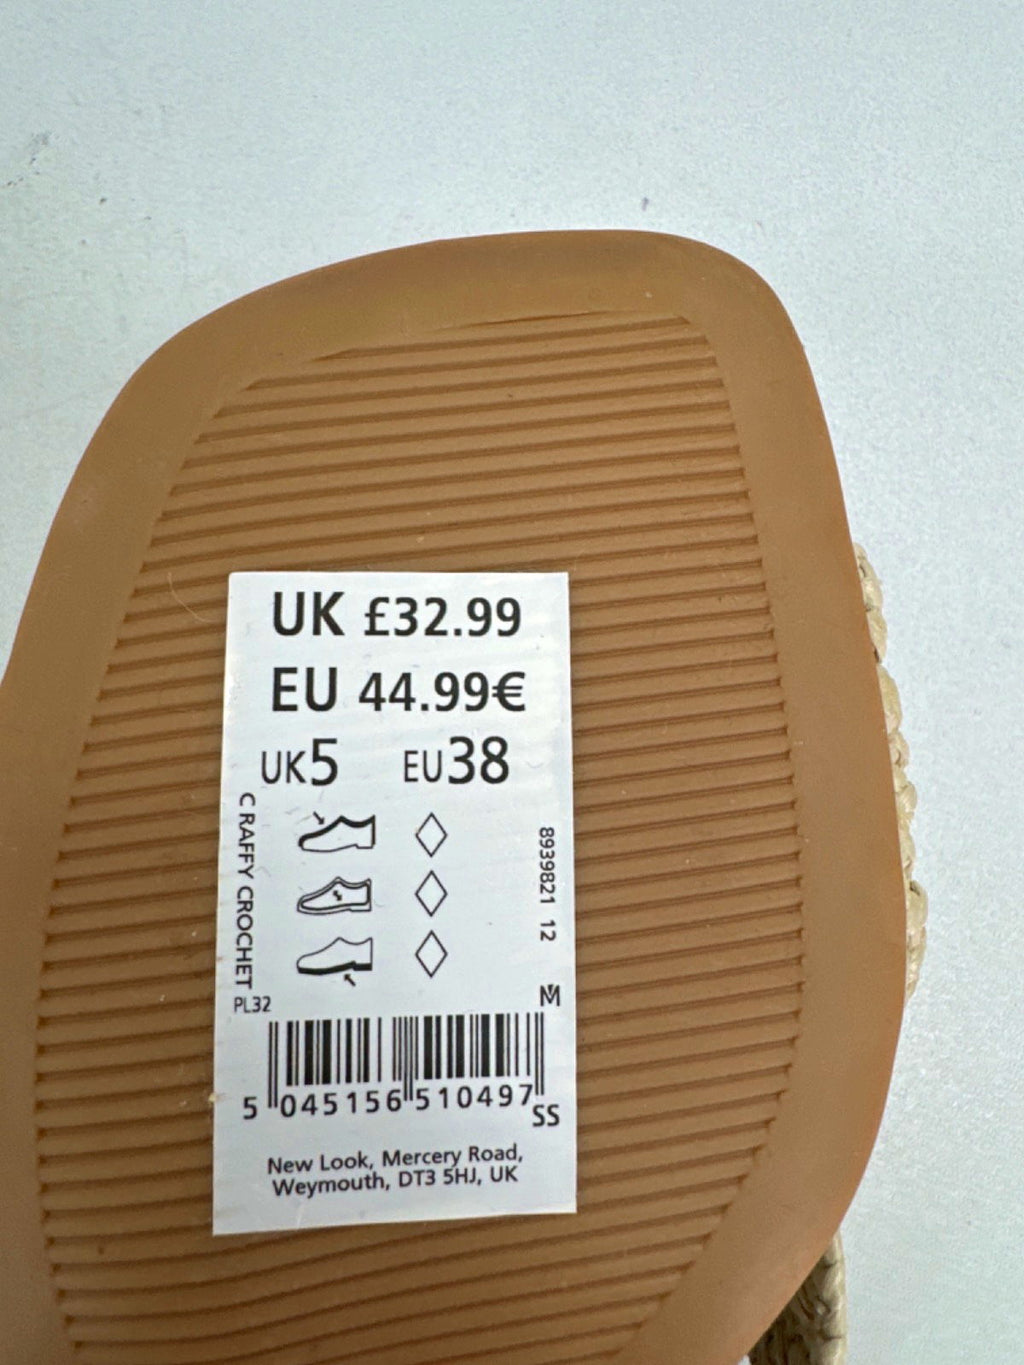 UK £32.99
EU 44.99€
UK5 EU38
C RAFFY CROCHET
8939821 12
PL32
M
5 045156 510497
SS
New Look, Mercery Road,
Weymouth, DT3 5HJ, UK